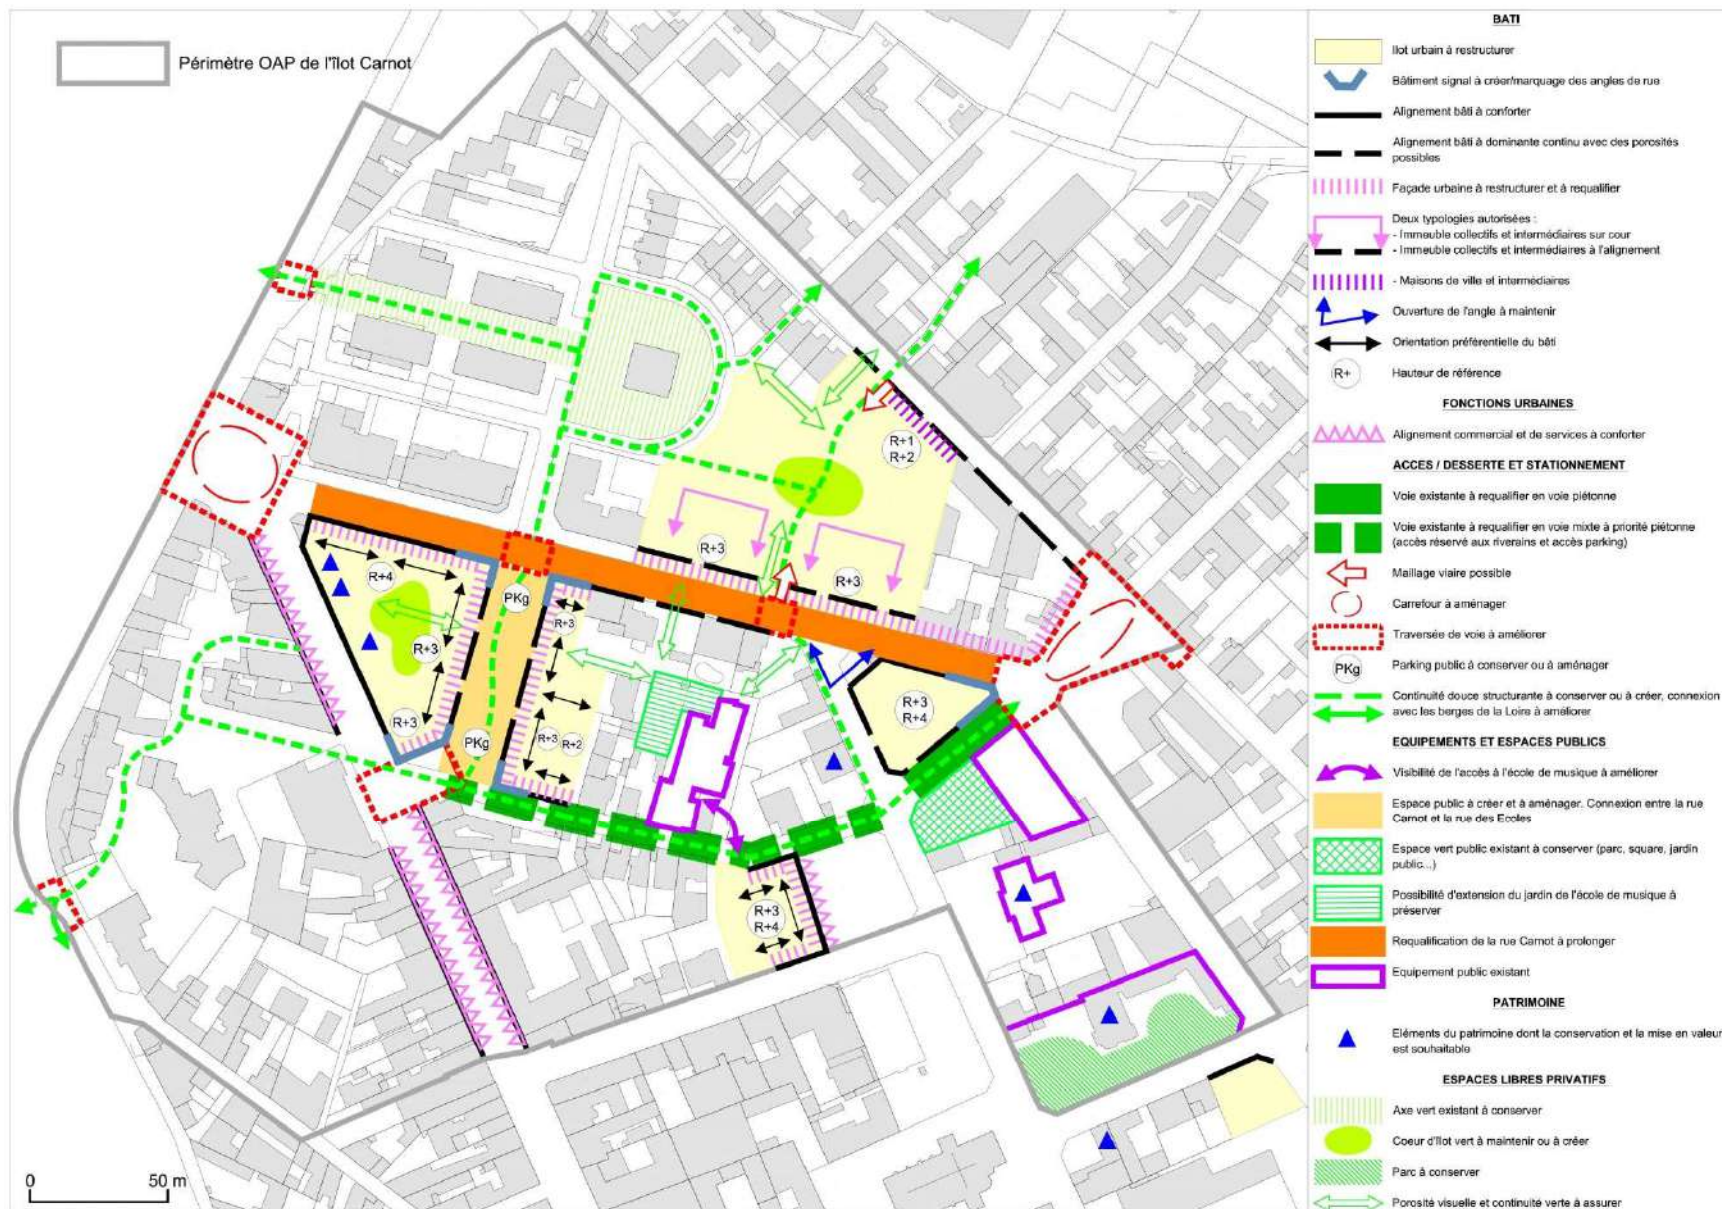 Périmètre OAP de l'îlot Carnot
R+1
R+2
R+3
R+3
R+4
PKg
R+3
R+3
R+3
R+4
R+3
PKg
R+3
R+2
R+3
R+4
0
50 m
BATI
Ilot urbain à restructurer
Bâtiment signal à créer/marquage des angles de rue
Alignement bâti à conforter
Alignement bâti à dominante continu avec des porosités
possibles
Façade urbaine à restructurer et à requalifier
Deux typologies autorisées :
- Immeuble collectifs et intermédiaires sur cour
- Immeuble collectifs et intermédiaires à l'alignement
- Maisons de ville et intermédiaires
Ouverture de l'angle à maintenir
Orientation préférentielle du bâti
R+
Hauteur de référence
FONCTIONS URBAINES
Alignement commercial et de services à conforter
ACCES / DESSERTE ET STATIONNEMENT
Voie existante à requalifier en voie piétonne
Voie existante à requalifier en voie mixte à priorité piétonne
(accès réservé aux riverains et accès parking)
Maillage viaire possible
Carrefour à aménager
Traversée de voie à améliorer
PKg
Parking public à conserver ou à aménager
Continuité douce structurante à conserver ou à créer, connexion
avec les berges de la Loire à améliorer
EQUIPEMENTS ET ESPACES PUBLICS
Visibilité de l'accès à l'école de musique à améliorer
Espace public à créer et à aménager. Connexion entre la rue
Carnot et la rue des Ecoles
Espace vert public existant à conserver (parc, square, jardin
public...)
Possibilité d'extension du jardin de l'école de musique à
préserver
Requalification de la rue Carnot à prolonger
Equipement public existant
PATRIMOINE
Eléments du patrimoine dont la conservation et la mise en valeur
est souhaitable
ESPACES LIBRES PRIVATIFS
Axe vert existant à conserver
Coeur d'îlot vert à maintenir ou à créer
Parc à conserver
Porosité visuelle et continuité verte à assurer